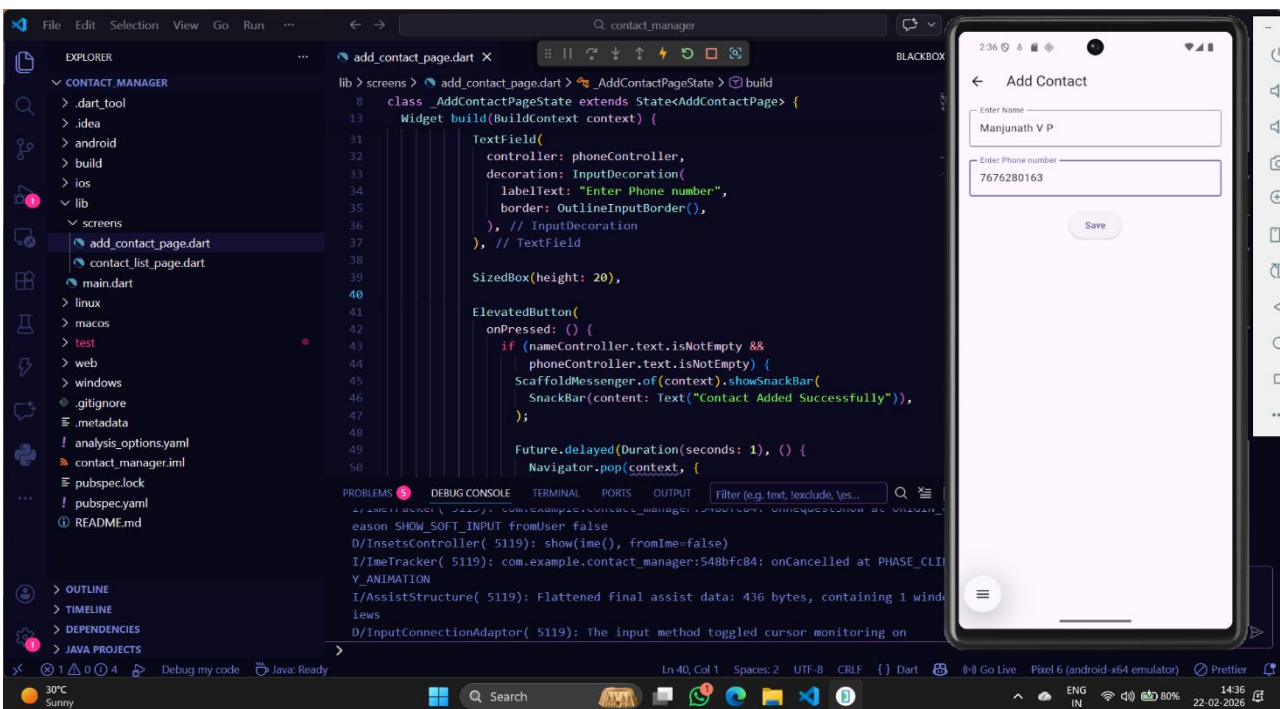 File Edit Selection View Go Run ···
contact_manager
EXPLORER
CONTACT_MANAGER
.dart_tool
.idea
android
build
ios
lib
screens
add_contact_page.dart
contact_list_page.dart
main.dart
linux
macos
test
web
windows
.gitignore
.metadata
analysis_options.yaml
contact_manager.iml
pubspec.lock
pubspec.yaml
README.md
OUTLINE
TIMELINE
DEPENDENCIES
JAVA PROJECTS
1
1
add_contact_page.dart
BLACKBOX
lib > screens > add_contact_page.dart > _AddContactPageState > build
8 class _AddContactPageState extends State<AddContactPage> {
13 Widget build(BuildContext context) {
31 TextField(
32 controller: phoneController,
33 decoration: InputDecoration(
34 labelText: "Enter Phone number",
35 border: OutlineInputBorder(),
36 ), // InputDecoration
37 ), // TextField
38
39 SizedBox(height: 20),
40
41 ElevatedButton(
42 onPressed: () {
43 if (nameController.text.isNotEmpty &&
44 phoneController.text.isNotEmpty) {
45 ScaffoldMessenger.of(context).showSnackBar(
46 SnackBar(content: Text("Contact Added Successfully")),
47 );
48
49 Future.delayed(Duration(seconds: 1), () {
50 Navigator.pop(context, {
PROBLEMS 5 DEBUG CONSOLE TERMINAL PORTS OUTPUT Filter (e.g. text, !exclude, \es...
eason SHOW_SOFT_INPUT fromUser false
D/InsetsController( 5119): show(ime(), fromIme=false)
I/ImeTracker( 5119): com.example.contact_manager:548bfc84: onCancelled at PHASE_CLI
Y_ANIMATION
I/AssistStructure( 5119): Flattened final assist data: 436 bytes, containing 1 wind
iews
D/InputConnectionAdaptor( 5119): The input method toggled cursor monitoring on
2:36
Add Contact
Enter Name
Manjunath V P
Enter Phone number
7676280163
Save
1 0 4 Debug my code Java: Ready Ln 40, Col 1 Spaces: 2 UTF-8 CRLF {} Dart Go Live Pixel 6 (android-x64 emulator) Prettier
30°C
Sunny
Search
ENG
IN
80%
14:36
22-02-2026